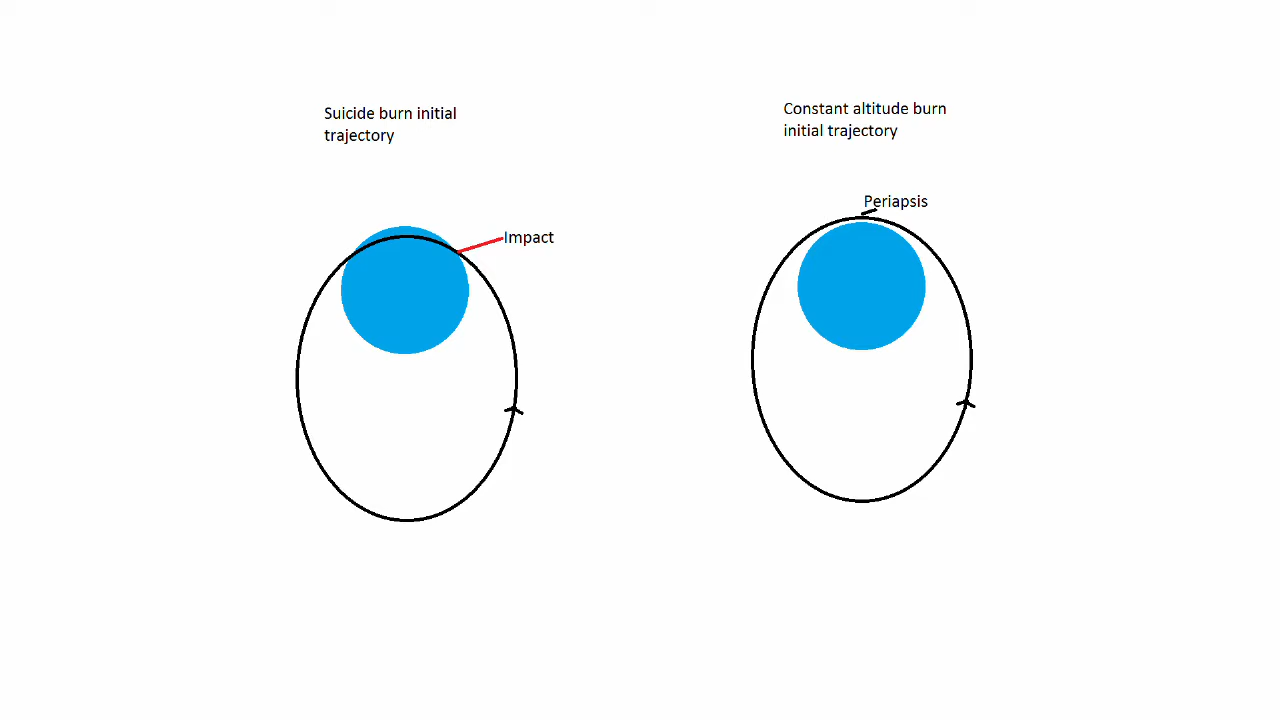 Suicide burn initial
trajectory
Impact
Constant altitude burn
initial trajectory
Periapsis